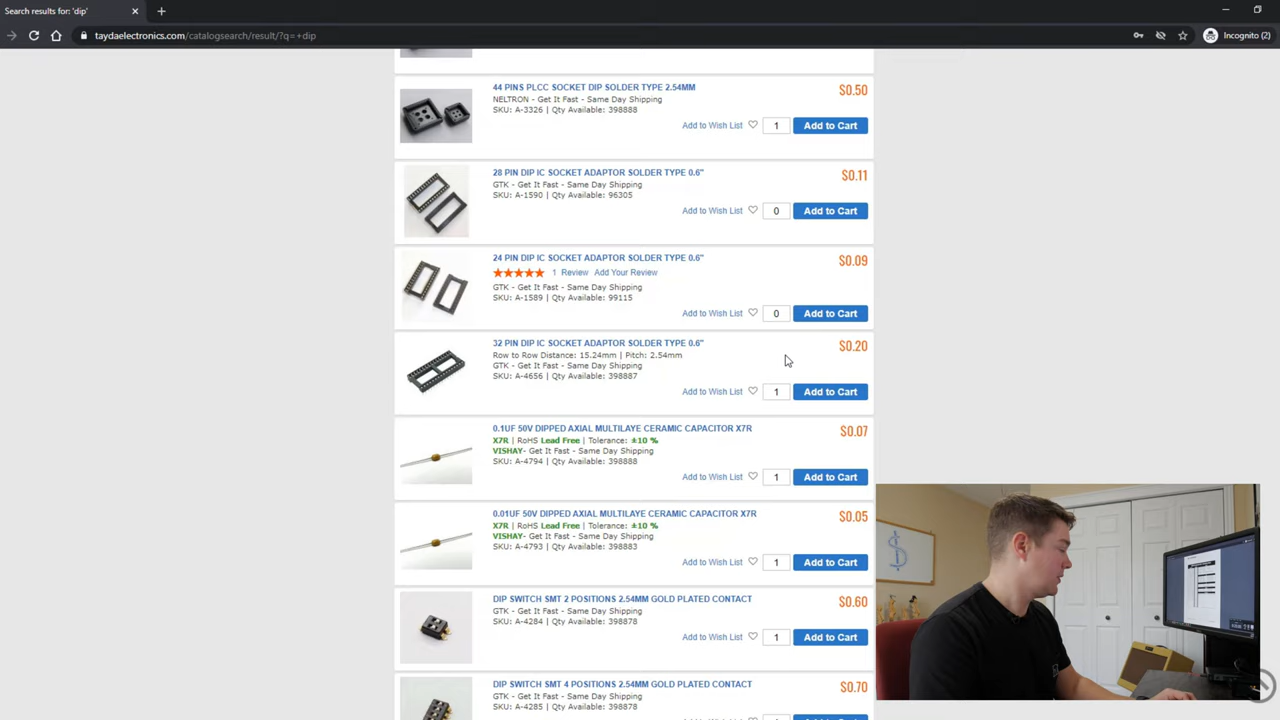 Search results for: 'dip'
taydaelectronics.com/catalogsearch/result/?q=+dip
Incognito (2)
44 PINS PLCC SOCKET DIP SOLDER TYPE 2.54MM
$0.50
NELTRON - Get It Fast - Same Day Shipping
SKU: A-3326 | Qty Available: 398888
Add to Wish List 1 Add to Cart
28 PIN DIP IC SOCKET ADAPTOR SOLDER TYPE 0.6"
$0.11
GTK - Get It Fast - Same Day Shipping
SKU: A-1590 | Qty Available: 96305
Add to Wish List 0 Add to Cart
24 PIN DIP IC SOCKET ADAPTOR SOLDER TYPE 0.6"
$0.09
1 Review Add Your Review
GTK - Get It Fast - Same Day Shipping
SKU: A-1589 | Qty Available: 99115
Add to Wish List 0 Add to Cart
32 PIN DIP IC SOCKET ADAPTOR SOLDER TYPE 0.6"
$0.20
Row to Row Distance: 15.24mm | Pitch: 2.54mm
GTK - Get It Fast - Same Day Shipping
SKU: A-4656 | Qty Available: 398887
Add to Wish List 1 Add to Cart
0.1UF 50V DIPPED AXIAL MULTILAYE CERAMIC CAPACITOR X7R
$0.07
X7R | RoHS Lead Free | Tolerance: ±10 %
VISHAY- Get It Fast - Same Day Shipping
SKU: A-4794 | Qty Available: 398888
Add to Wish List 1 Add to Cart
0.01UF 50V DIPPED AXIAL MULTILAYE CERAMIC CAPACITOR X7R
$0.05
X7R | RoHS Lead Free | Tolerance: ±10 %
VISHAY- Get It Fast - Same Day Shipping
SKU: A-4793 | Qty Available: 398883
Add to Wish List 1 Add to Cart
DIP SWITCH SMT 2 POSITIONS 2.54MM GOLD PLATED CONTACT
$0.60
GTK - Get It Fast - Same Day Shipping
SKU: A-4284 | Qty Available: 398878
Add to Wish List 1 Add to Cart
DIP SWITCH SMT 4 POSITIONS 2.54MM GOLD PLATED CONTACT
$0.70
GTK - Get It Fast - Same Day Shipping
SKU: A-4285 | Qty Available: 398878